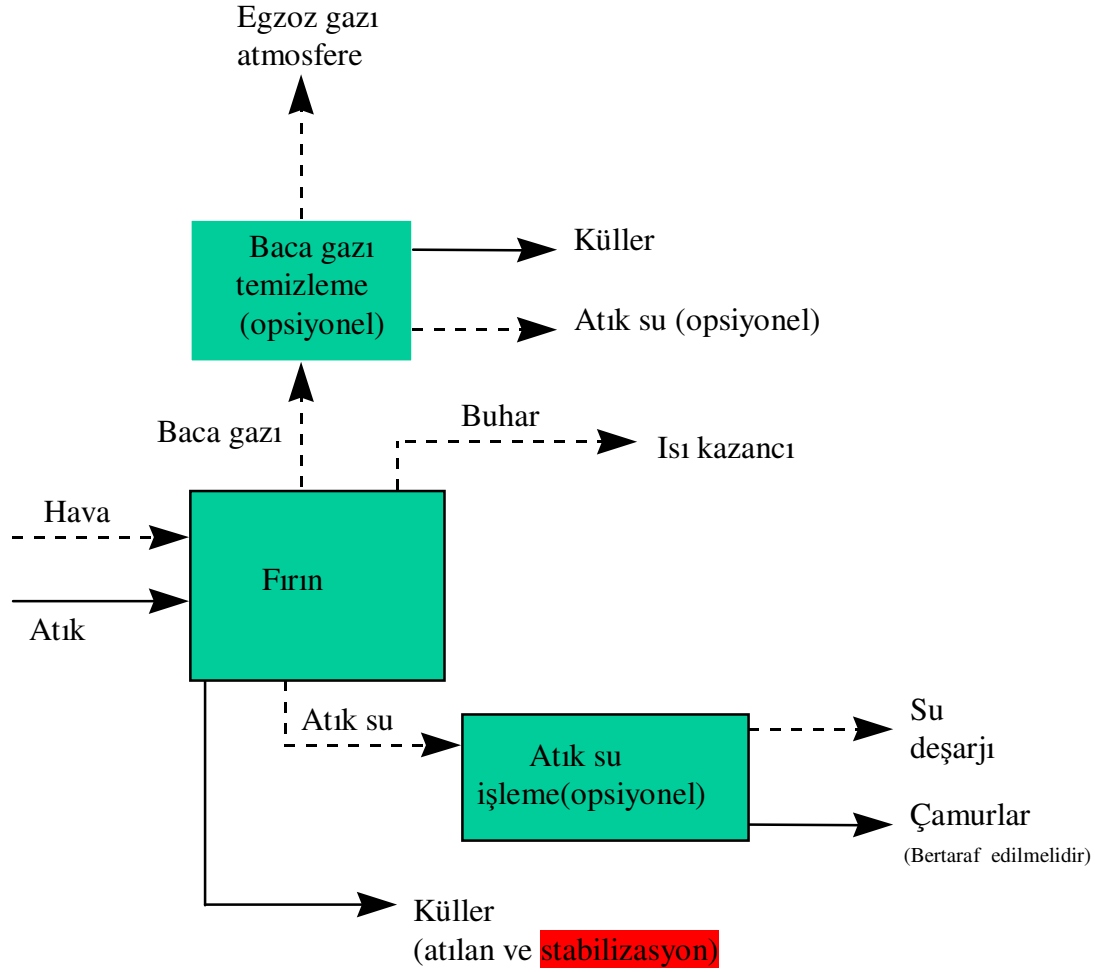 Egzoz gazı
atmosfere
Baca gazı
temizleme
(opsiyonel)
Küller
Atık su (opsiyonel)
Baca gazı
Buhar
Isı kazancı
Hava
Fırın
Atık
Atık su
Atık su
işleme(opsiyonel)
Su
deşarjı
Çamurlar
(Bertaraf edilmelidir)
Küller
(atılan ve stabilizasyon)